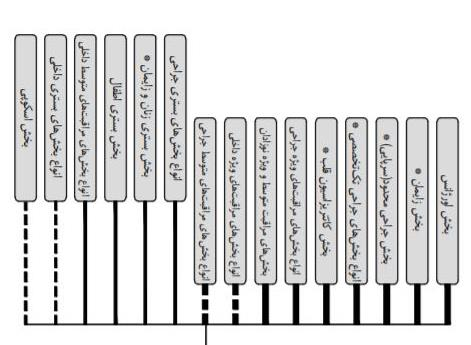 بخش اورژانس
بخش زایمان *
بخش جراحی محدود(سرپایی) *
انواع بخش‌های جراحی تک‌تخصصی *
بخش کاتتریزاسیون قلب *
انواع بخش‌های مراقبت‌های ویژه جراحی
بخش‌های مراقبت متوسط و ویژه نوزادان
انواع بخش‌های مراقبت‌های ویژه داخلی
انواع بخش‌های مراقبت‌های متوسط جراحی
انواع بخش‌های بستری جراحی
بخش بستری زنان و زایمان *
بخش بستری اطفال
انواع بخش‌های مراقبت‌های متوسط داخلی
انواع بخش‌های بستری داخلی
بخش اسکوپی